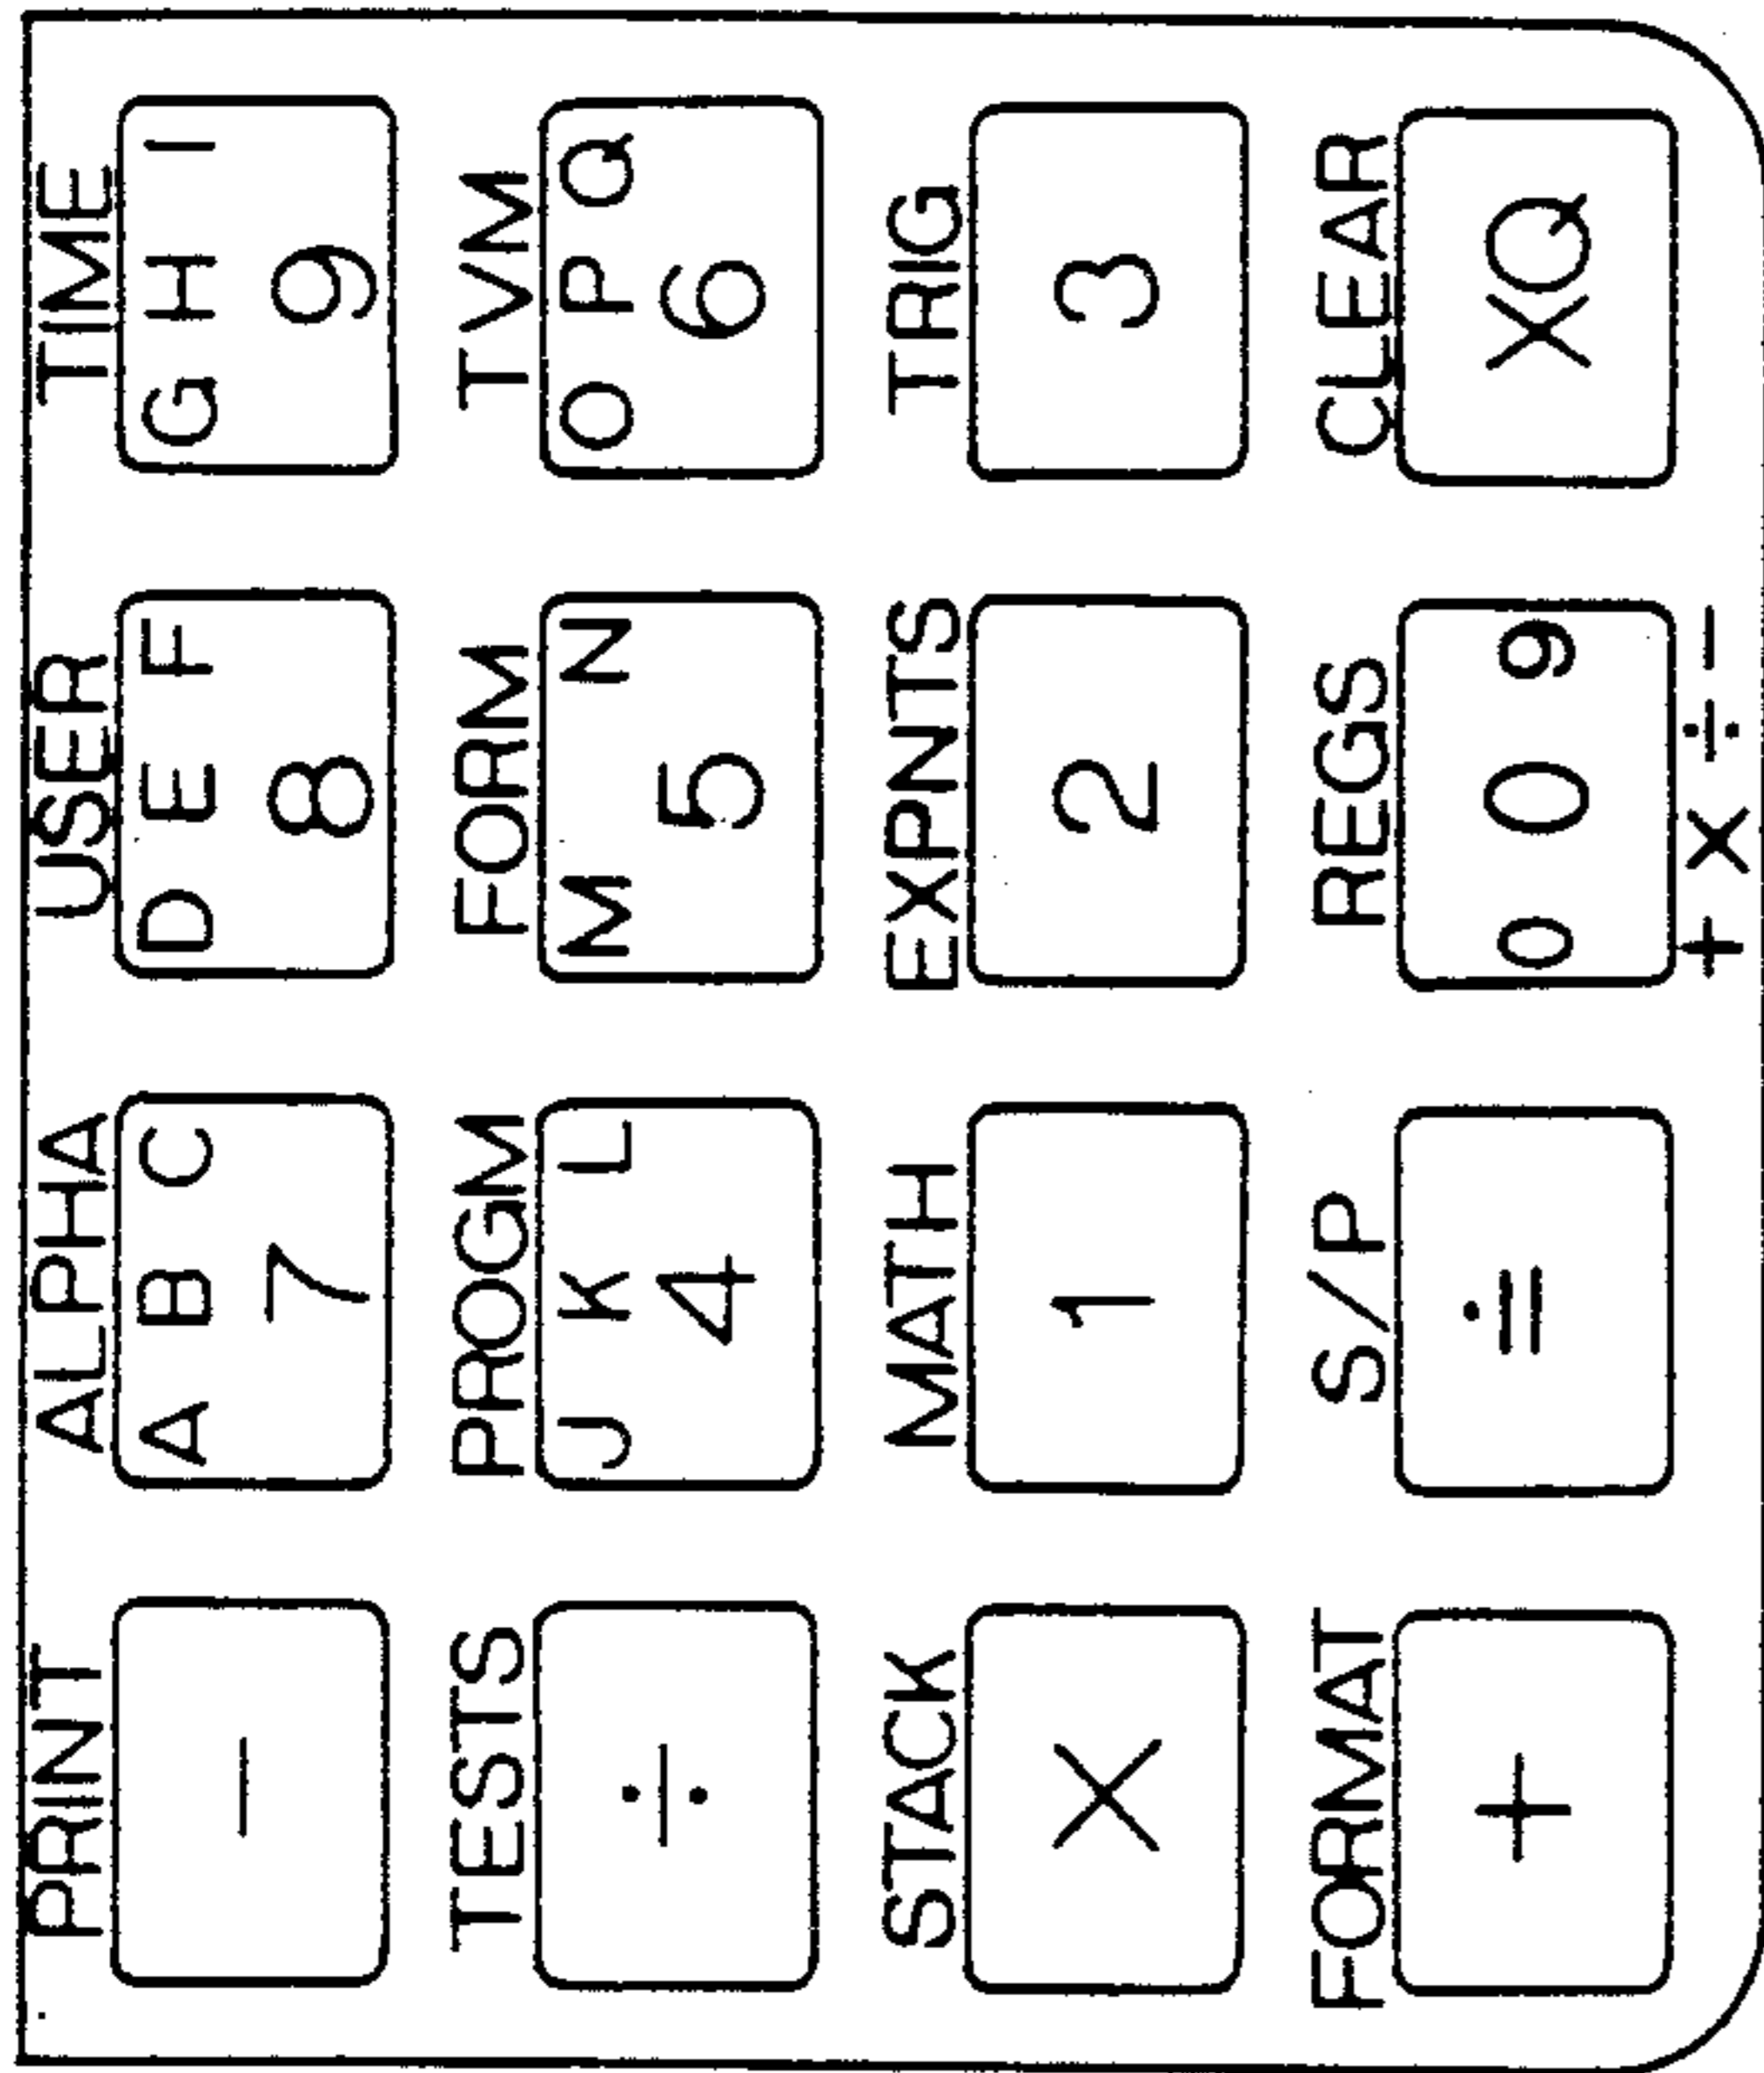 PRINT ALPHA USER TIME
A B C D E F G H I
− 7 8 9
TESTS PROGM FORM TVM
J K L M N O P Q
÷ 4 5 6
STACK MATH EXPNTS TRIG
× 1 2 3
FORMAT S/P REGS CLEAR
+ ≐ 0 0 9 XQ
+ × ÷ −